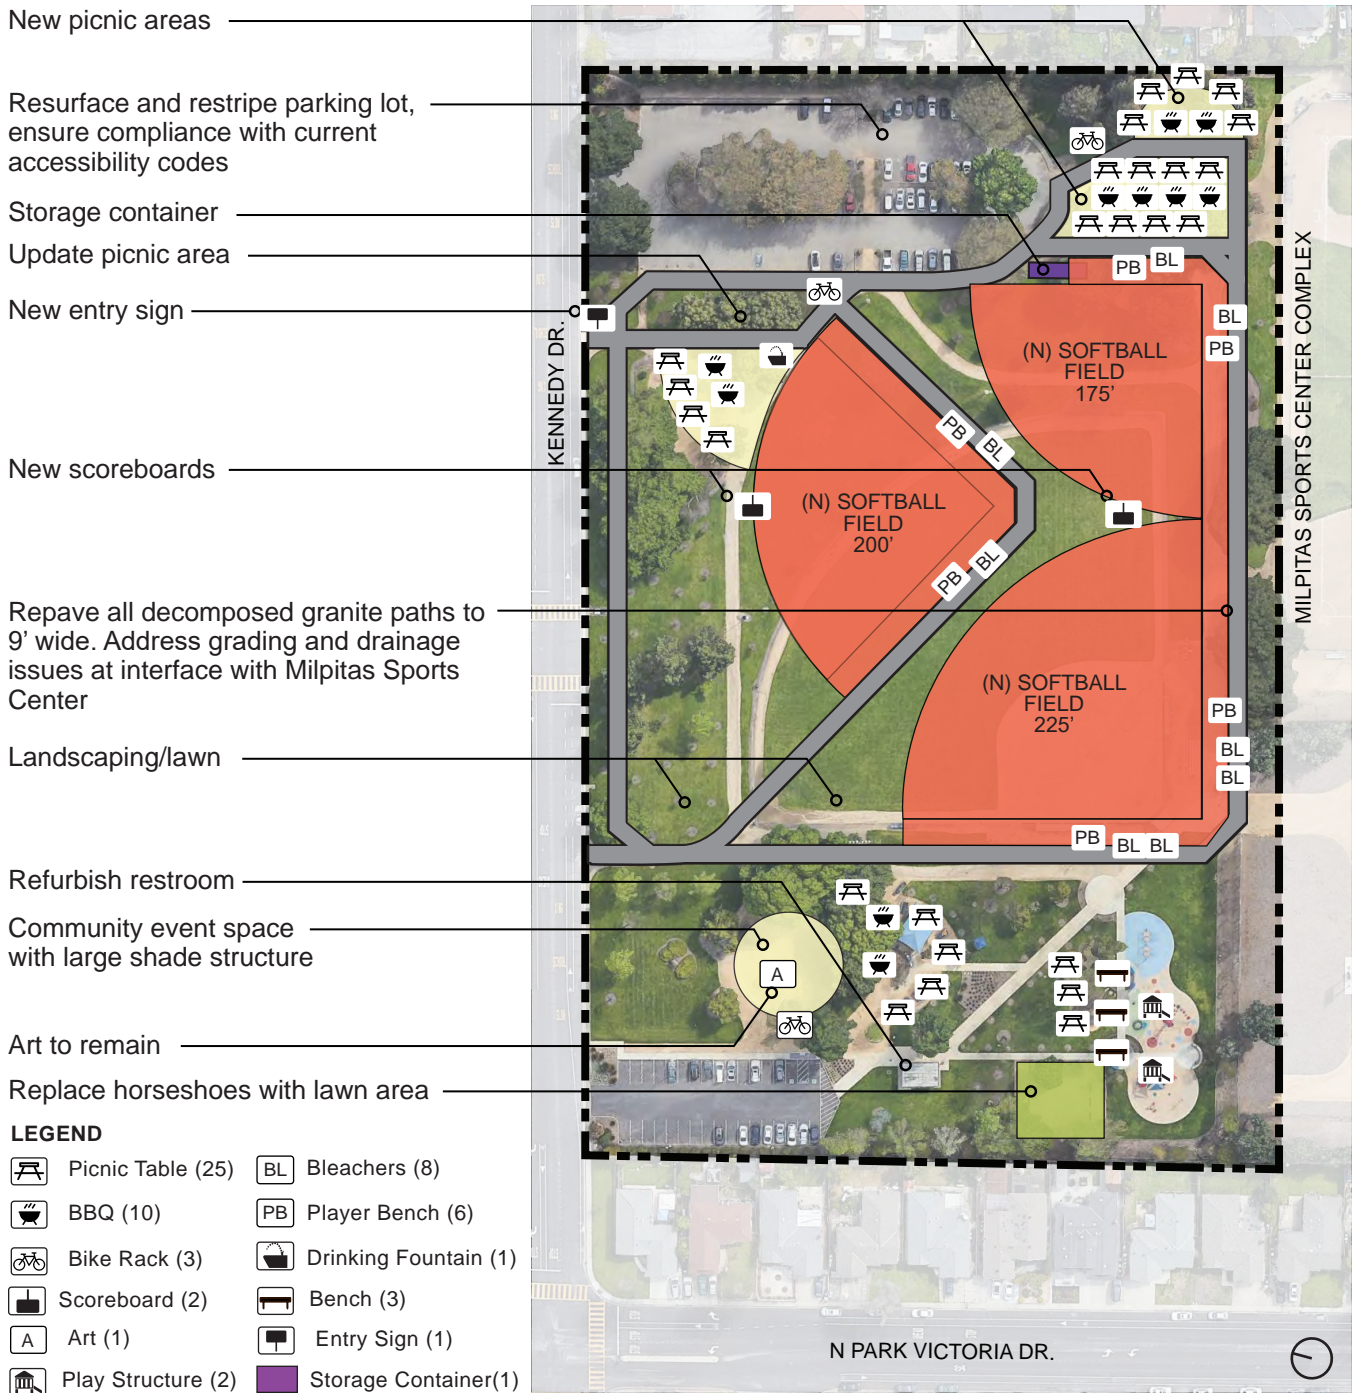 New picnic areas
Resurface and restripe parking lot,
ensure compliance with current
accessibility codes
Storage container
Update picnic area
New entry sign
New scoreboards
Repave all decomposed granite paths to
9’ wide. Address grading and drainage
issues at interface with Milpitas Sports
Center
Landscaping/lawn
Refurbish restroom
Community event space
with large shade structure
Art to remain
Replace horseshoes with lawn area
LEGEND
Picnic Table (25)
BBQ (10)
Bike Rack (3)
Scoreboard (2)
A Art (1)
Play Structure (2)
BL Bleachers (8)
PB Player Bench (6)
Drinking Fountain (1)
Bench (3)
Entry Sign (1)
Storage Container(1)
KENNEDY DR.
MILPITAS SPORTS CENTER COMPLEX
N PARK VICTORIA DR.
PB BL
BL
PB
(N) SOFTBALL
FIELD
175’
PB BL
(N) SOFTBALL
FIELD
200’
PB BL
(N) SOFTBALL
FIELD
225’
PB
BL
BL
PB BL BL
A